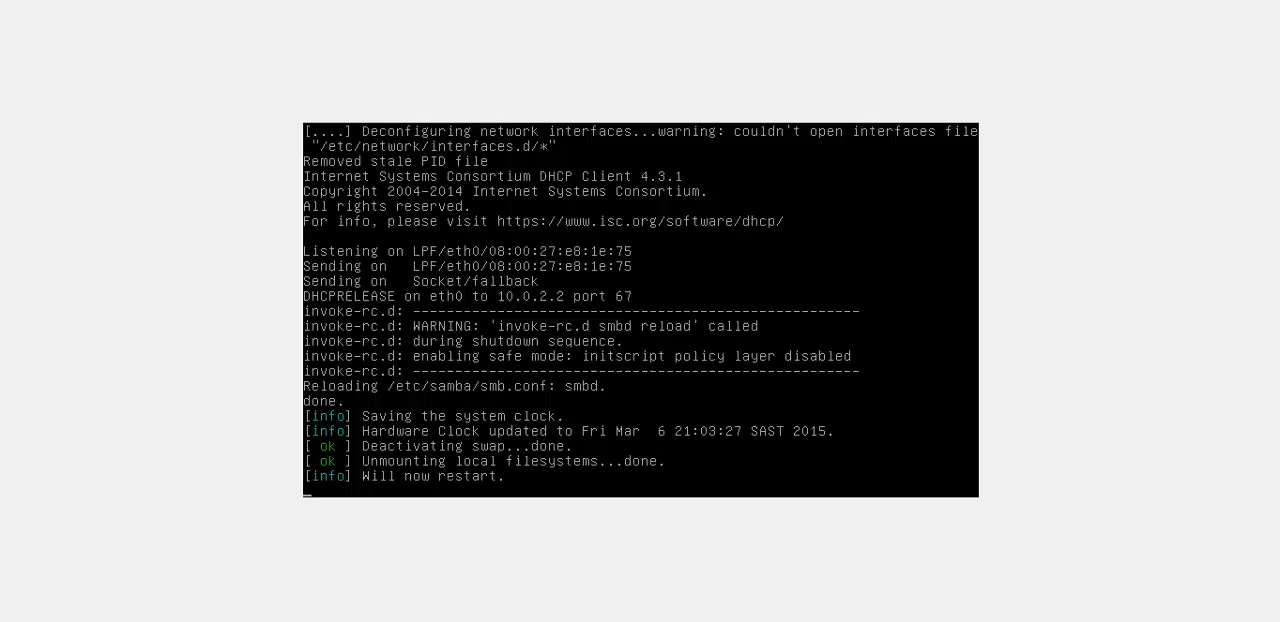 [....] Deconfiguring network interfaces...warning: couldn't open interfaces file
"/etc/network/interfaces.d/*"
Removed stale PID file
Internet Systems Consortium DHCP Client 4.3.1
Copyright 2004-2014 Internet Systems Consortium.
All rights reserved.
For info, please visit https://www.isc.org/software/dhcp/
Listening on LPF/eth0/08:00:27:e8:1e:75
Sending on   LPF/eth0/08:00:27:e8:1e:75
Sending on   Socket/fallback
DHCPRELEASE on eth0 to 10.0.2.2 port 67
invoke-rc.d: -----------------------------------------------------
invoke-rc.d: WARNING: 'invoke-rc.d smbd reload' called
invoke-rc.d: during shutdown sequence.
invoke-rc.d: enabling safe mode: initscript policy layer disabled
invoke-rc.d: -----------------------------------------------------
Reloading /etc/samba/smb.conf: smbd.
done.
[info] Saving the system clock.
[info] Hardware Clock updated to Fri Mar  6 21:03:27 SAST 2015.
[ ok ] Deactivating swap...done.
[ ok ] Unmounting local filesystems...done.
[info] Will now restart.